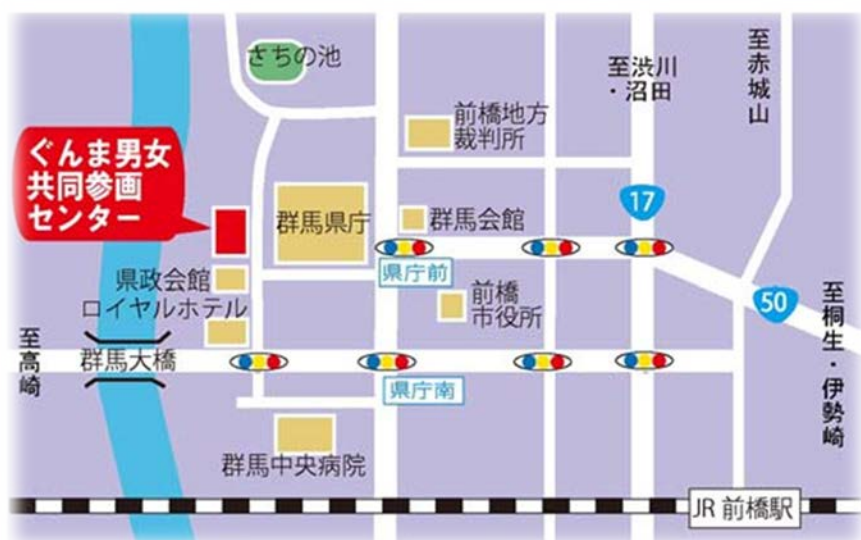 さちの池
至渋川
・沼田
至赤城山
前橋地方
裁判所
ぐんま男女
共同参画
センター
17
群馬県庁
群馬会館
県庁前
県政会館
ロイヤルホテル
前橋
市役所
50
至桐生・伊勢崎
至高崎
群馬大橋
県庁南
群馬中央病院
JR 前橋駅